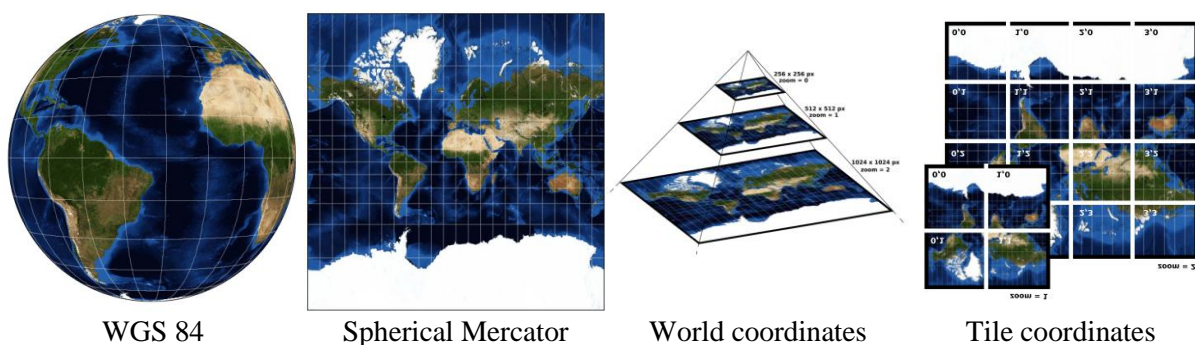 256 x 256 px
zoom = 0
512 x 512 px
zoom = 1
1024 x 1024 px
zoom = 2
0,0 1,0 2,0 3,0
0,1 1,1 2,1 3,1
0,2 1,2 2,2 3,2
2,3 3,3
zoom = 2
0,0 1,0
0,1 1,1
zoom = 1
WGS 84 Spherical Mercator World coordinates Tile coordinates